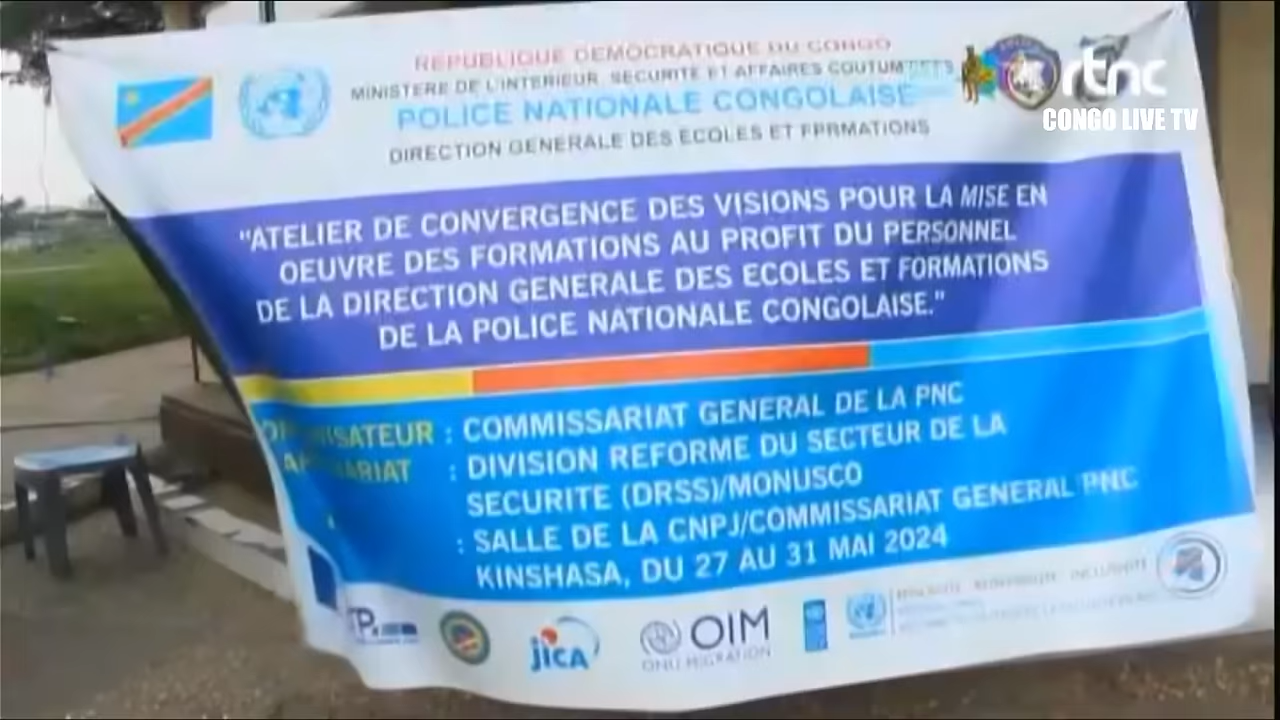 REPUBLIQUE DEMOCRATIQUE DU CONGO
MINISTERE DE L'INTERIEUR, SECURITE ET AFFAIRES
POLICE NATIONALE CONGOLAISE
DIRECTION GENERALE DES ECOLES ET FPRMATIONS
rtnc
CONGO LIVE TV
"ATELIER DE CONVERGENCE DES VISIONS POUR LA MISE EN
OEUVRE DES FORMATIONS AU PROFIT DU PERSONNEL
DE LA DIRECTION GENERALE DES ECOLES ET FORMATIONS
DE LA POLICE NATIONALE CONGOLAISE."
: COMMISSARIAT GENERAL DE LA PNC
: DIVISION REFORME DU SECTEUR DE LA
SECURITE (DRSS)/MONUSCO
: SALLE DE LA CNPJ/COMMISSARIAT GENERAL PNC
KINSHASA, DU 27 AU 31 MAI 2024
jica
OIM
ONU MIGRATION